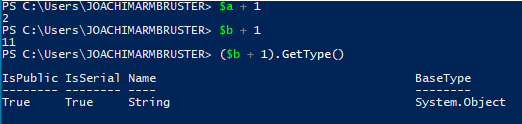 PS C:\Users\JOACHIMARMBRUSTER> $a + 1
2
PS C:\Users\JOACHIMARMBRUSTER> $b + 1
11
PS C:\Users\JOACHIMARMBRUSTER> ($b + 1).GetType()
IsPublic IsSerial Name BaseType
-------- -------- ---- --------
True True String System.Object